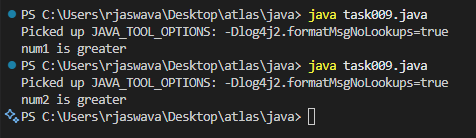 PS C:\Users\rjaswava\Desktop\atlas\java> java task009.java
Picked up JAVA_TOOL_OPTIONS: -Dlog4j2.formatMsgNoLookups=true
num1 is greater
PS C:\Users\rjaswava\Desktop\atlas\java> java task009.java
Picked up JAVA_TOOL_OPTIONS: -Dlog4j2.formatMsgNoLookups=true
num2 is greater
PS C:\Users\rjaswava\Desktop\atlas\java>